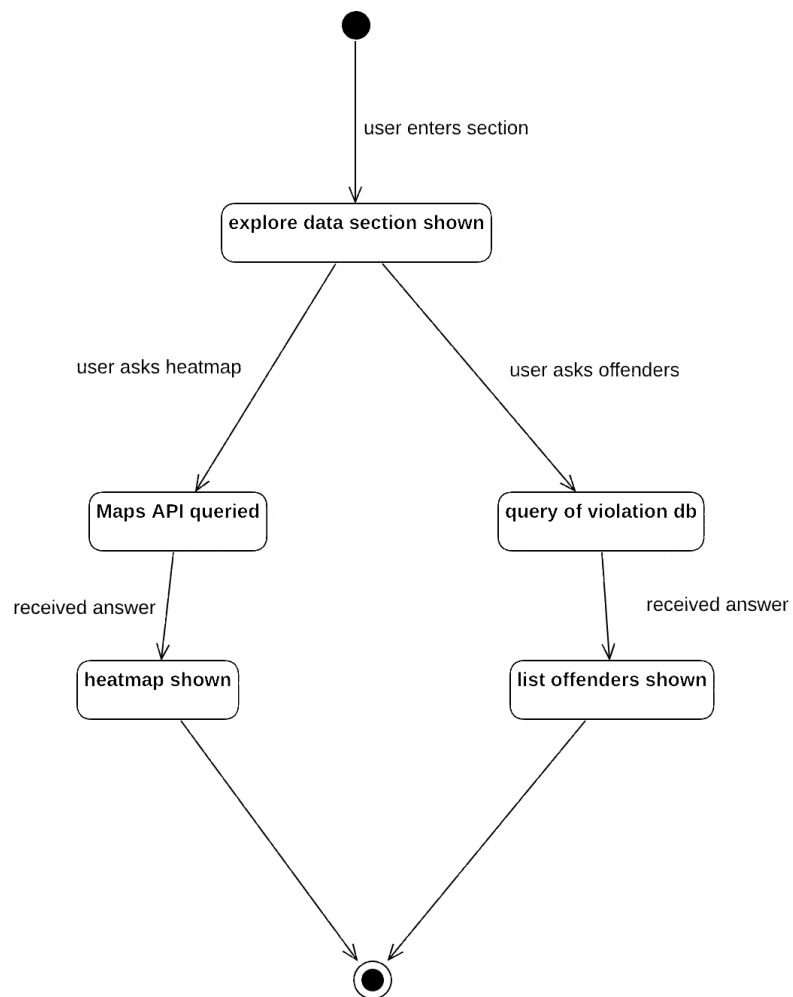 user enters section
explore data section shown
user asks heatmap
user asks offenders
Maps API queried
query of violation db
received answer
received answer
heatmap shown
list offenders shown